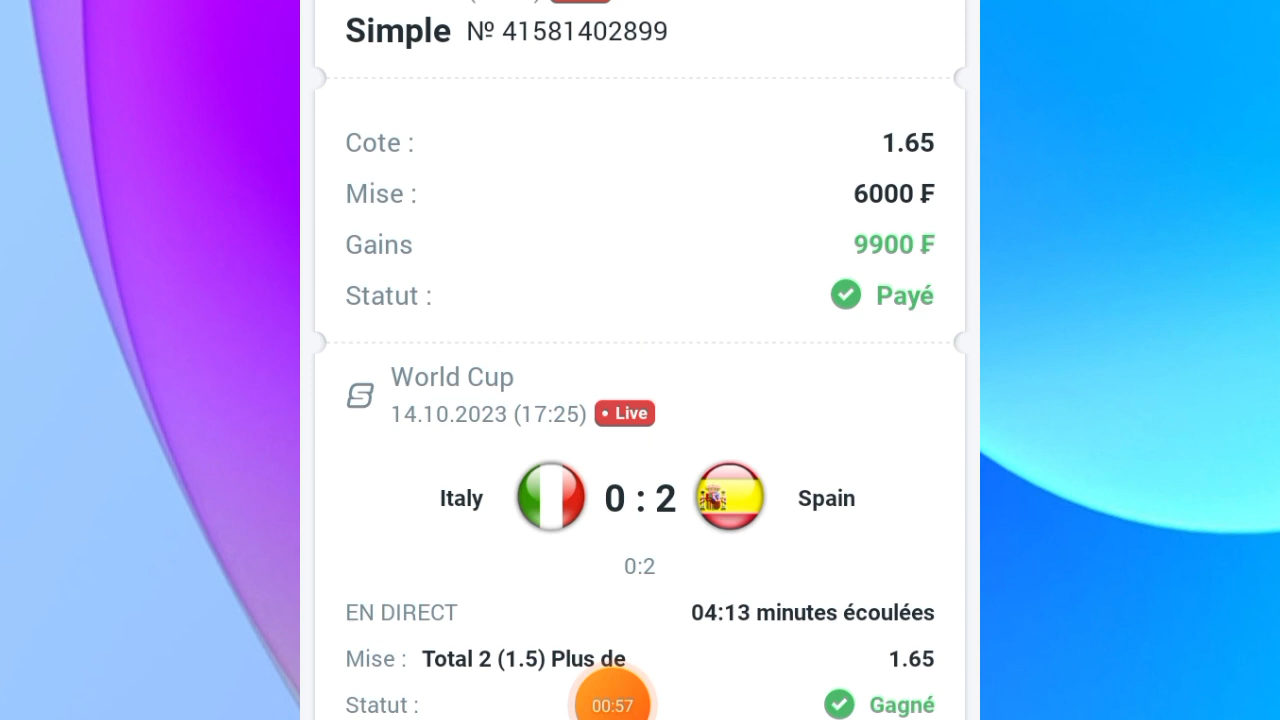 Simple № 41581402899
Cote : 1.65
Mise : 6000 ₣
Gains 9900 ₣
Statut : Payé
World Cup
14.10.2023 (17:25) • Live
Italy 0 : 2 Spain
0:2
EN DIRECT 04:13 minutes écoulées
Mise : Total 2 (1.5) Plus de 1.65
Statut : 00:57 Gagné